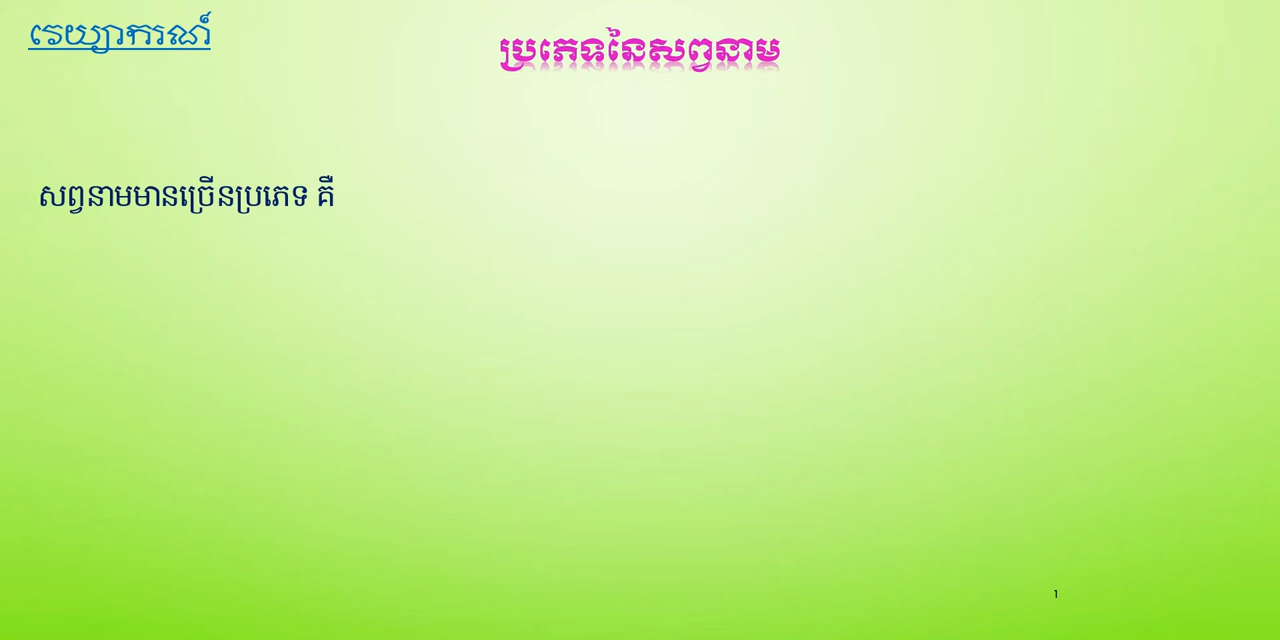 វេយ្យាករណ៍
ប្រភេទនៃសព្វនាម
សព្វនាមមានច្រើនប្រភេទ គឺ
1